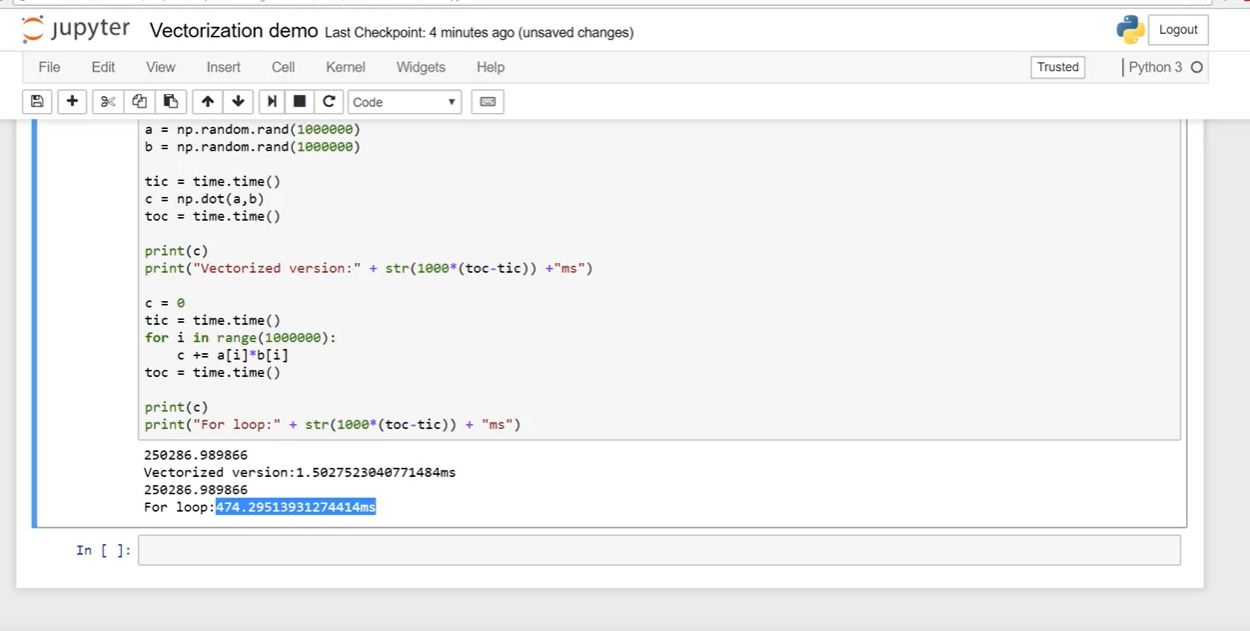 jupyter Vectorization demo Last Checkpoint: 4 minutes ago (unsaved changes) Logout
File Edit View Insert Cell Kernel Widgets Help Trusted Python 3
Code
a = np.random.rand(1000000)
b = np.random.rand(1000000)
tic = time.time()
c = np.dot(a,b)
toc = time.time()
print(c)
print("Vectorized version:" + str(1000*(toc-tic)) +"ms")
c = 0
tic = time.time()
for i in range(1000000):
    c += a[i]*b[i]
toc = time.time()
print(c)
print("For loop:" + str(1000*(toc-tic)) + "ms")
250286.989866
Vectorized version:1.5027523040771484ms
250286.989866
For loop:474.29513931274414ms
In [ ]: